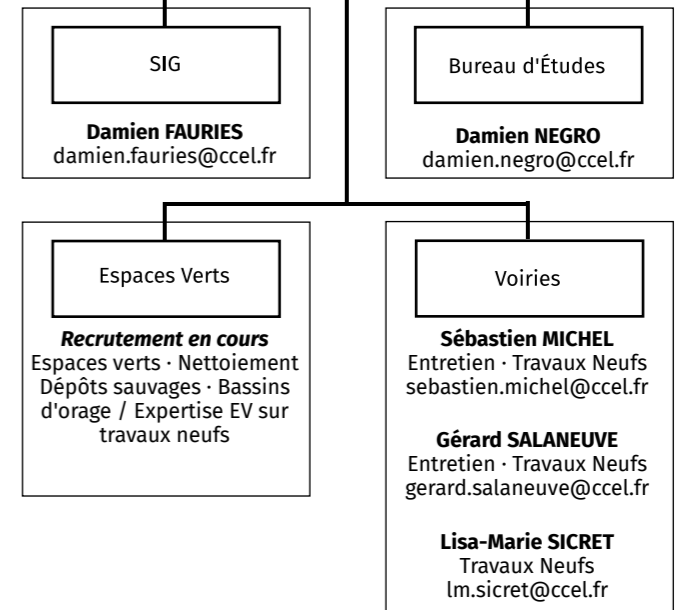 SIG
Damien FAURIES
damien.fauries@ccel.fr
Bureau d'Études
Damien NEGRO
damien.negro@ccel.fr
Espaces Verts
Recrutement en cours
Espaces verts · Nettoiement
Dépôts sauvages · Bassins
d'orage / Expertise EV sur
travaux neufs
Voiries
Sébastien MICHEL
Entretien · Travaux Neufs
sebastien.michel@ccel.fr
Gérard SALANEUVE
Entretien · Travaux Neufs
gerard.salaneuve@ccel.fr
Lisa-Marie SICRET
Travaux Neufs
lm.sicret@ccel.fr